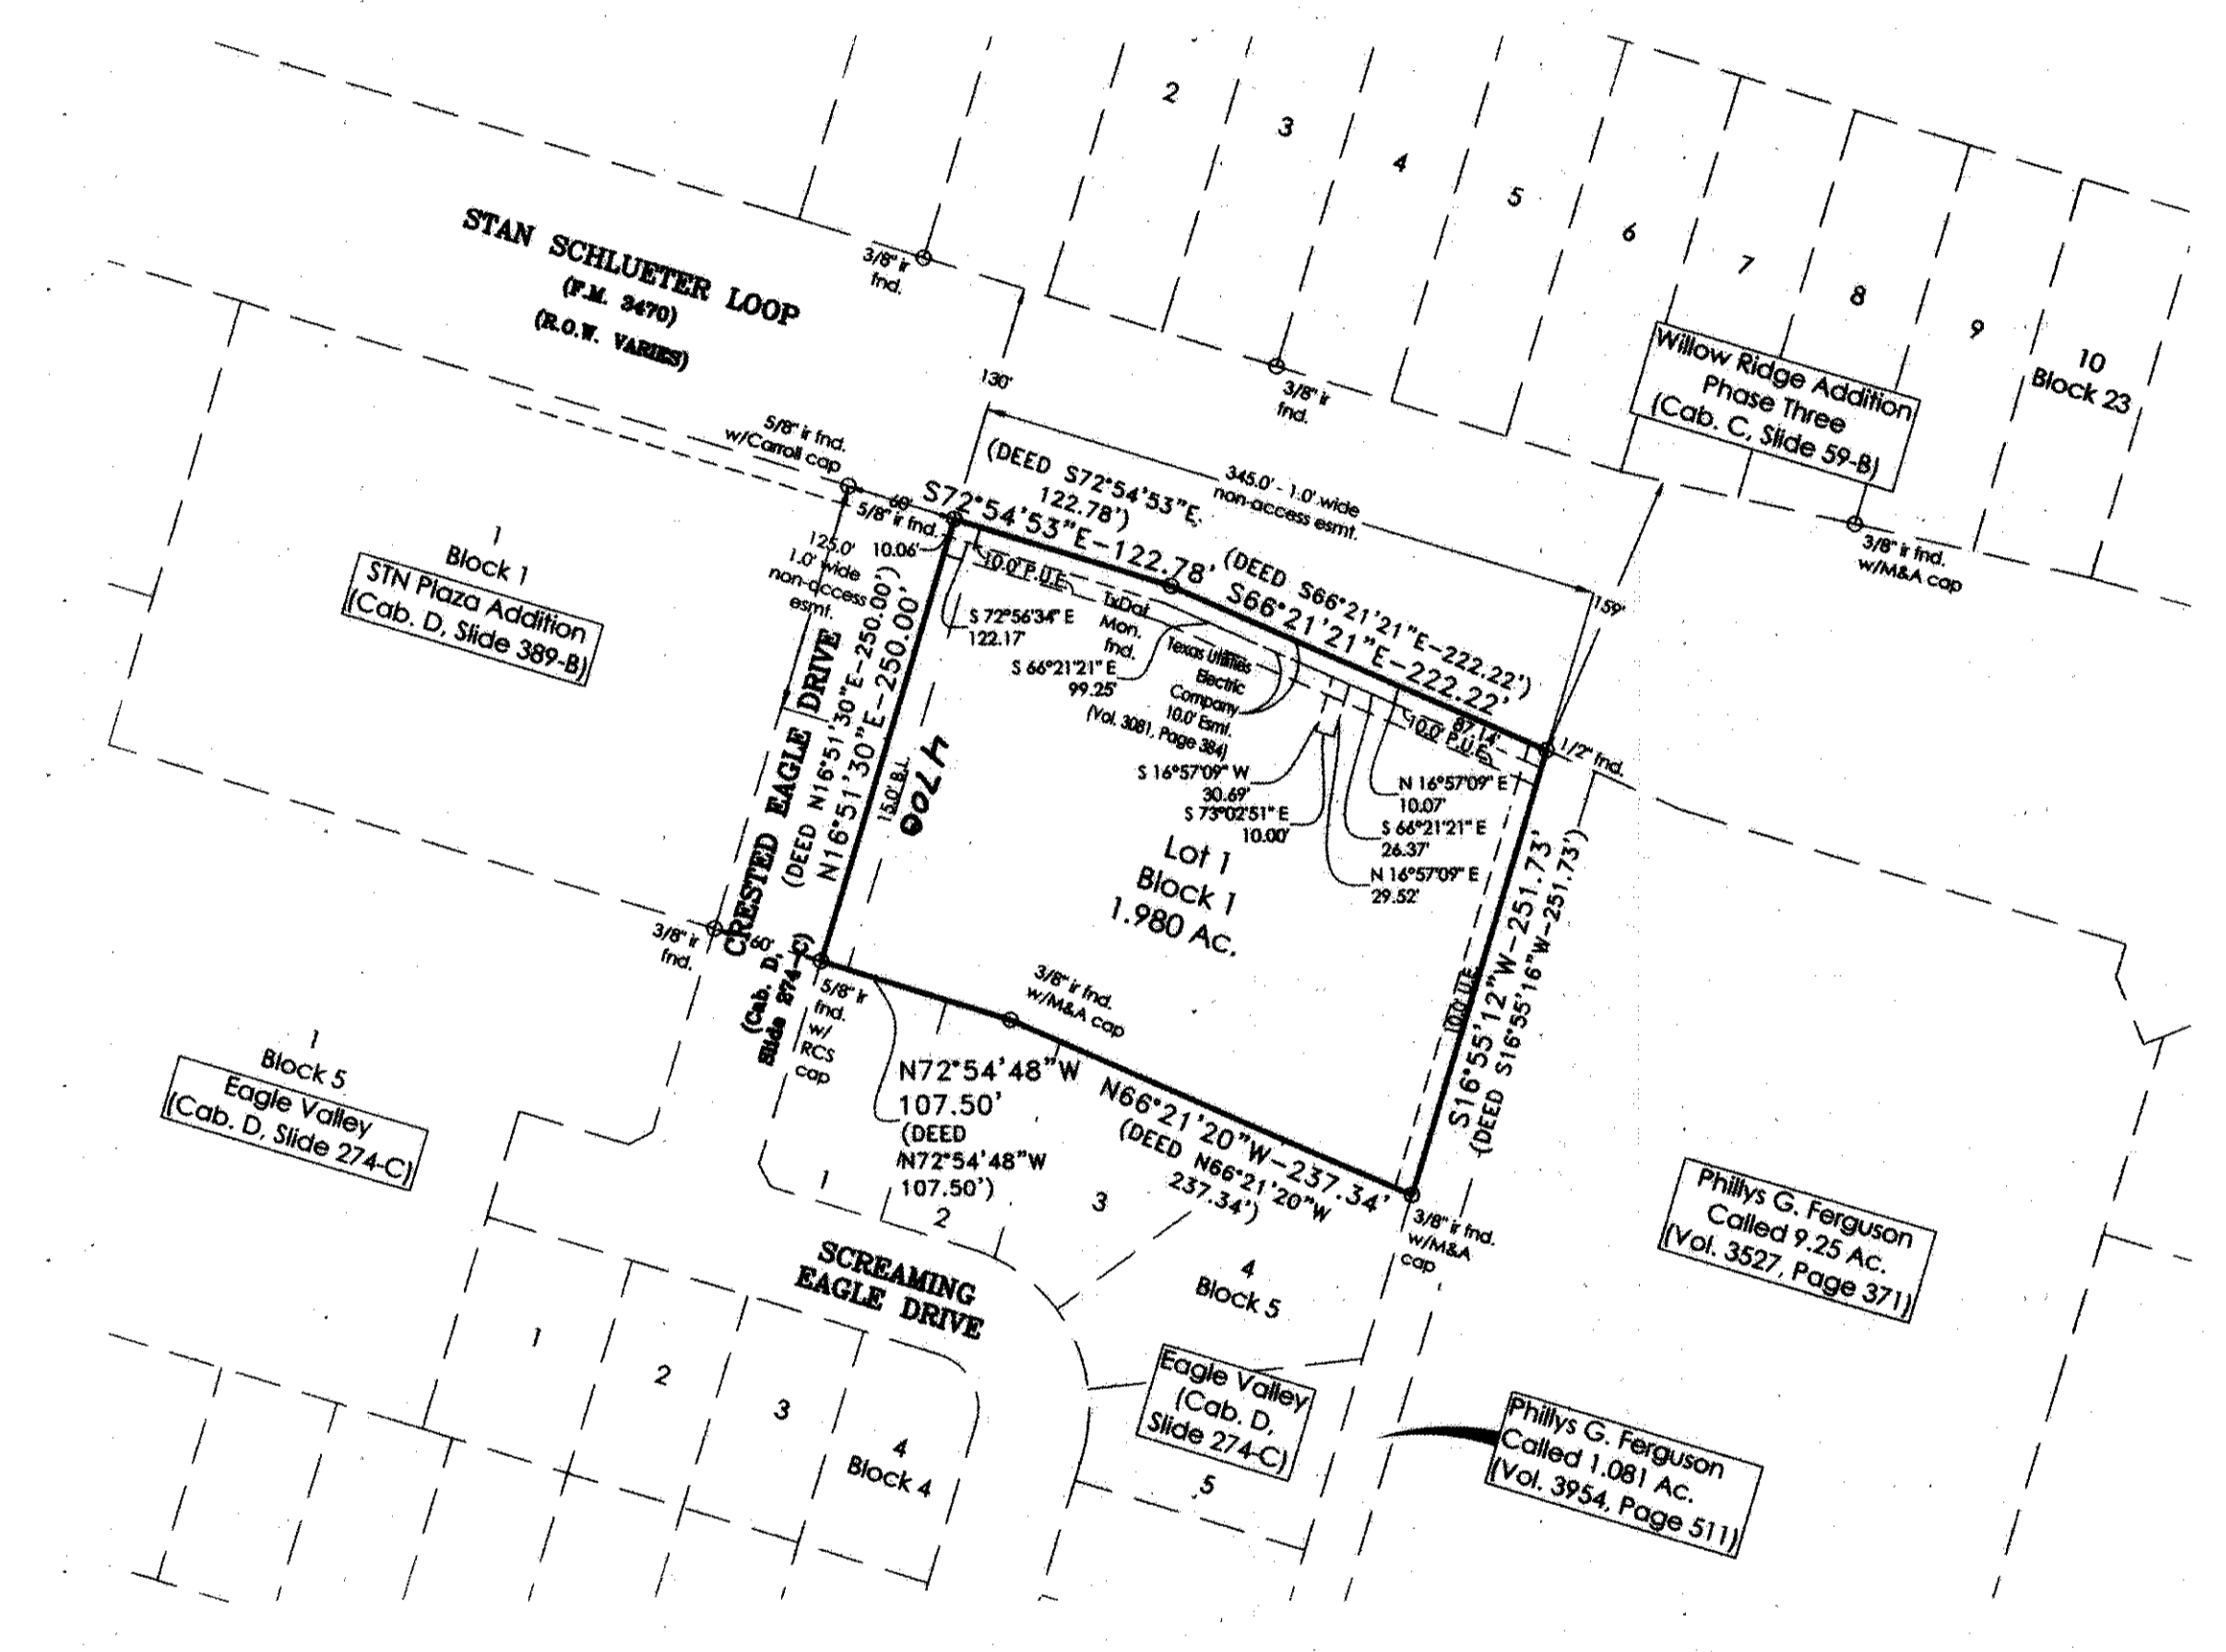 2
3
4
5
6
7
8
9
10
Block 23
STAN SCHLUETER LOOP
(F.M. 3470)
(R.O.W. VARIES)
3/8" ir
fnd.
130'
3/8" ir
fnd.
Willow Ridge Addition
Phase Three
(Cab. C, Slide 59-B)
3/8" ir fnd.
w/M&A cap
5/8" ir fnd.
w/Carroll cap
345.0' - 1.0' wide
non-access esmt.
(DEED S72°54'53"E
122.78')
S72°54'53"E-122.78'
60'
5/8" ir fnd.
10.06'
125.0'
1.0' wide
non-access
esmt.
(DEED S66°21'21"E-222.22')
S66°21'21"E-222.22'
159'
1
Block 1
STN Plaza Addition
(Cab. D, Slide 389-B)
10.0' P.U.E.
S 72°56'34" E
122.17'
TxDot
Mon.
fnd.
S 66°21'21" E
99.25'
Texas Utilities
Electric
Company
10.0' Esmt.
(Vol. 3081, Page 384)
87.14'
10.0' P.U.E.
1/2" fnd.
S 16°57'09" W
30.69'
S 73°02'51" E
10.00'
N 16°57'09" E
10.07'
S 66°21'21" E
26.37'
N 16°57'09" E
29.52'
CRESTED EAGLE DRIVE
(Cab. D,
Slide 274-C)
(DEED N16°51'30"E-250.00')
N16°51'30"E-250.00'
15.0' B.L.
4700
Lot 1
Block 1
1.980 AC.
10.0' U.E.
S16°55'12"W-251.73'
(DEED S16°55'16"W-251.73')
3/8" ir
fnd.
60'
5/8" ir
fnd.
w/
RCS
cap
3/8" ir fnd.
w/M&A cap
N72°54'48"W
107.50'
(DEED
N72°54'48"W
107.50')
N66°21'20"W-237.34'
(DEED N66°21'20"W
237.34')
3/8" ir fnd.
w/M&A
cap
1
Block 5
Eagle Valley
(Cab. D, Slide 274-C)
1
2
3
4
Block 5
SCREAMING
EAGLE DRIVE
1
2
3
4
Block 4
Eagle Valley
(Cab. D,
Slide 274-C)
5
Phillys G. Ferguson
Called 9.25 Ac.
(Vol. 3527, Page 371)
Phillys G. Ferguson
Called 1.081 Ac.
(Vol. 3954, Page 511)